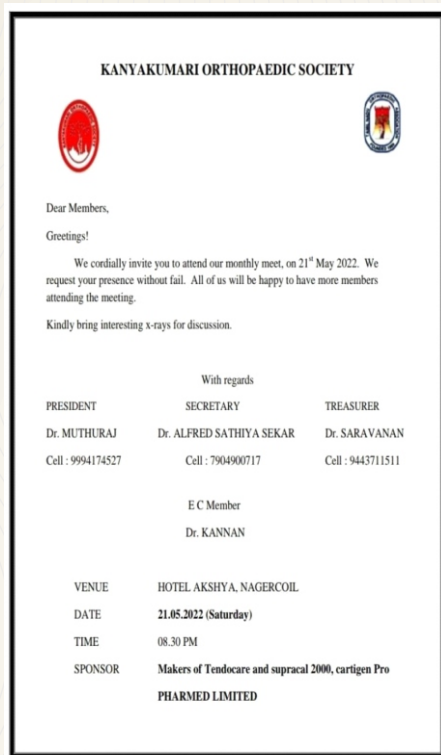 KANYAKUMARI ORTHOPAEDIC SOCIETY
Dear Members,
Greetings!
We cordially invite you to attend our monthly meet, on 21st May 2022. We
request your presence without fail. All of us will be happy to have more members
attending the meeting.
Kindly bring interesting x-rays for discussion.
With regards
PRESIDENT SECRETARY TREASURER
Dr. MUTHURAJ Dr. ALFRED SATHIYA SEKAR Dr. SARAVANAN
Cell : 9994174527 Cell : 7904900717 Cell : 9443711511
E C Member
Dr. KANNAN
VENUE HOTEL AKSHYA, NAGERCOIL
DATE 21.05.2022 (Saturday)
TIME 08.30 PM
SPONSOR Makers of Tendocare and supracal 2000, cartigen Pro
PHARMED LIMITED